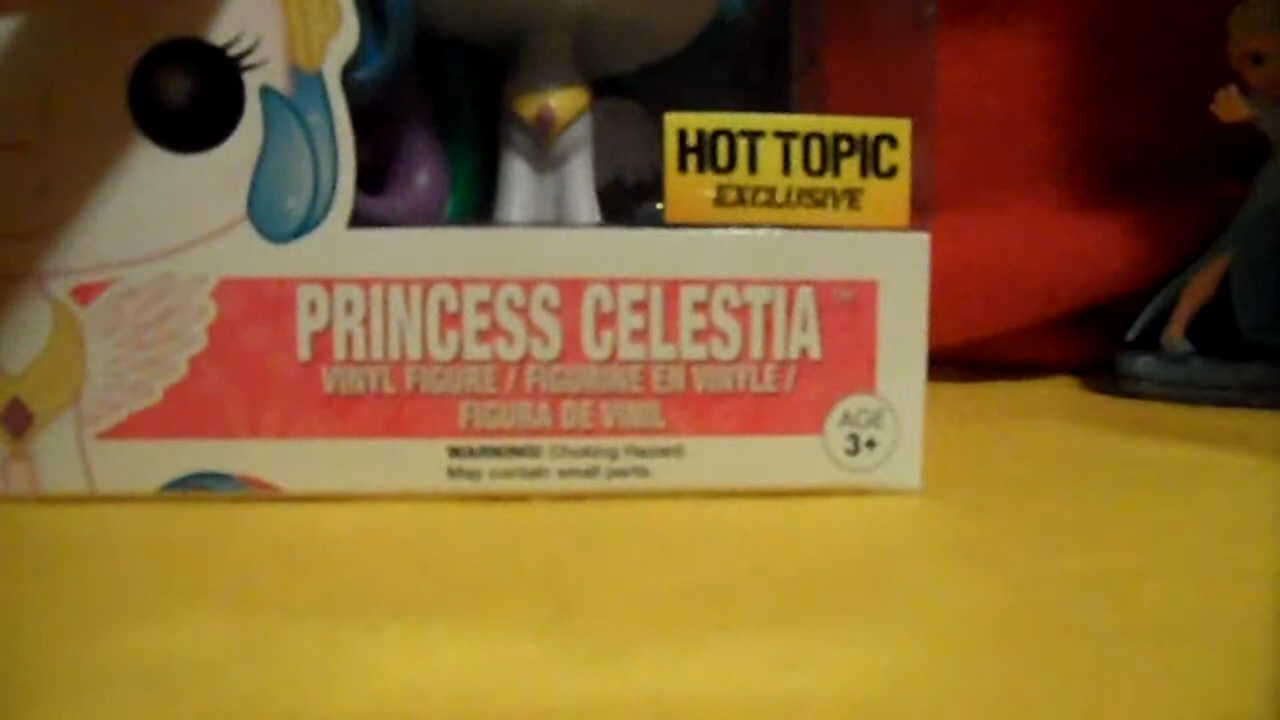 HOT TOPIC
EXCLUSIVE
PRINCESS CELESTIA™
VINYL FIGURE / FIGURINE EN VINYLE /
FIGURA DE VINIL
WARNING! Choking Hazard
May contain small parts.
AGE
3+